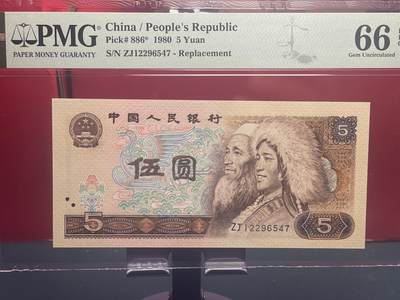 PMG
PAPER MONEY GUARANTY
China / People's Republic
Pick# 886* 1980 5 Yuan
S/N ZJ12296547 - Replacement
66
Gem Uncirculated
中国人民银行
5
伍圆
ZJ12296547
5
5